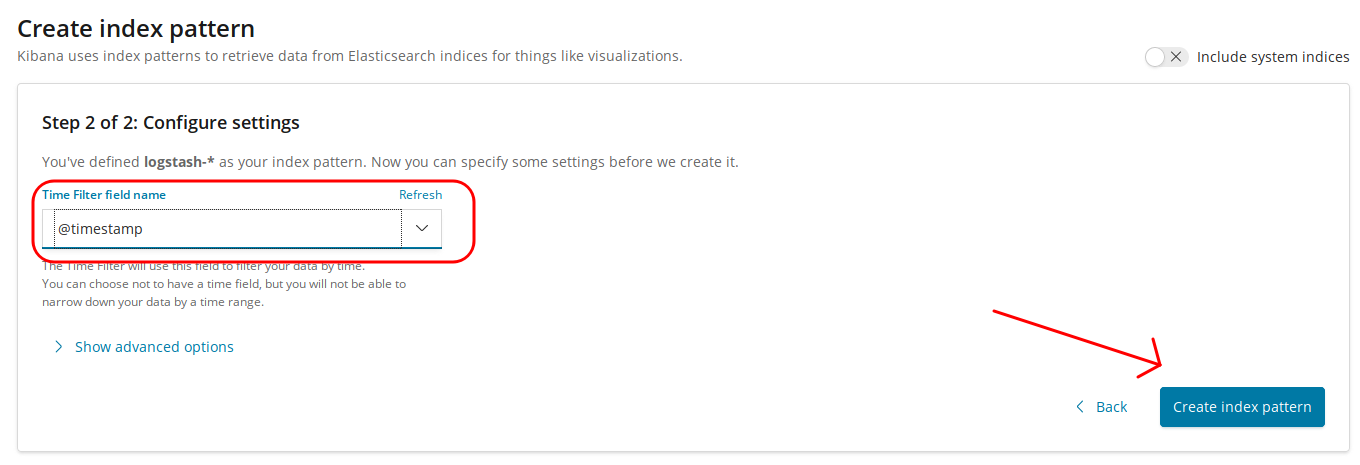 Create index pattern
Kibana uses index patterns to retrieve data from Elasticsearch indices for things like visualizations.
Include system indices
Step 2 of 2: Configure settings
You've defined logstash-* as your index pattern. Now you can specify some settings before we create it.
Time Filter field name Refresh
@timestamp
The Time Filter will use this field to filter your data by time.
You can choose not to have a time field, but you will not be able to
narrow down your data by a time range.
Show advanced options
Back Create index pattern